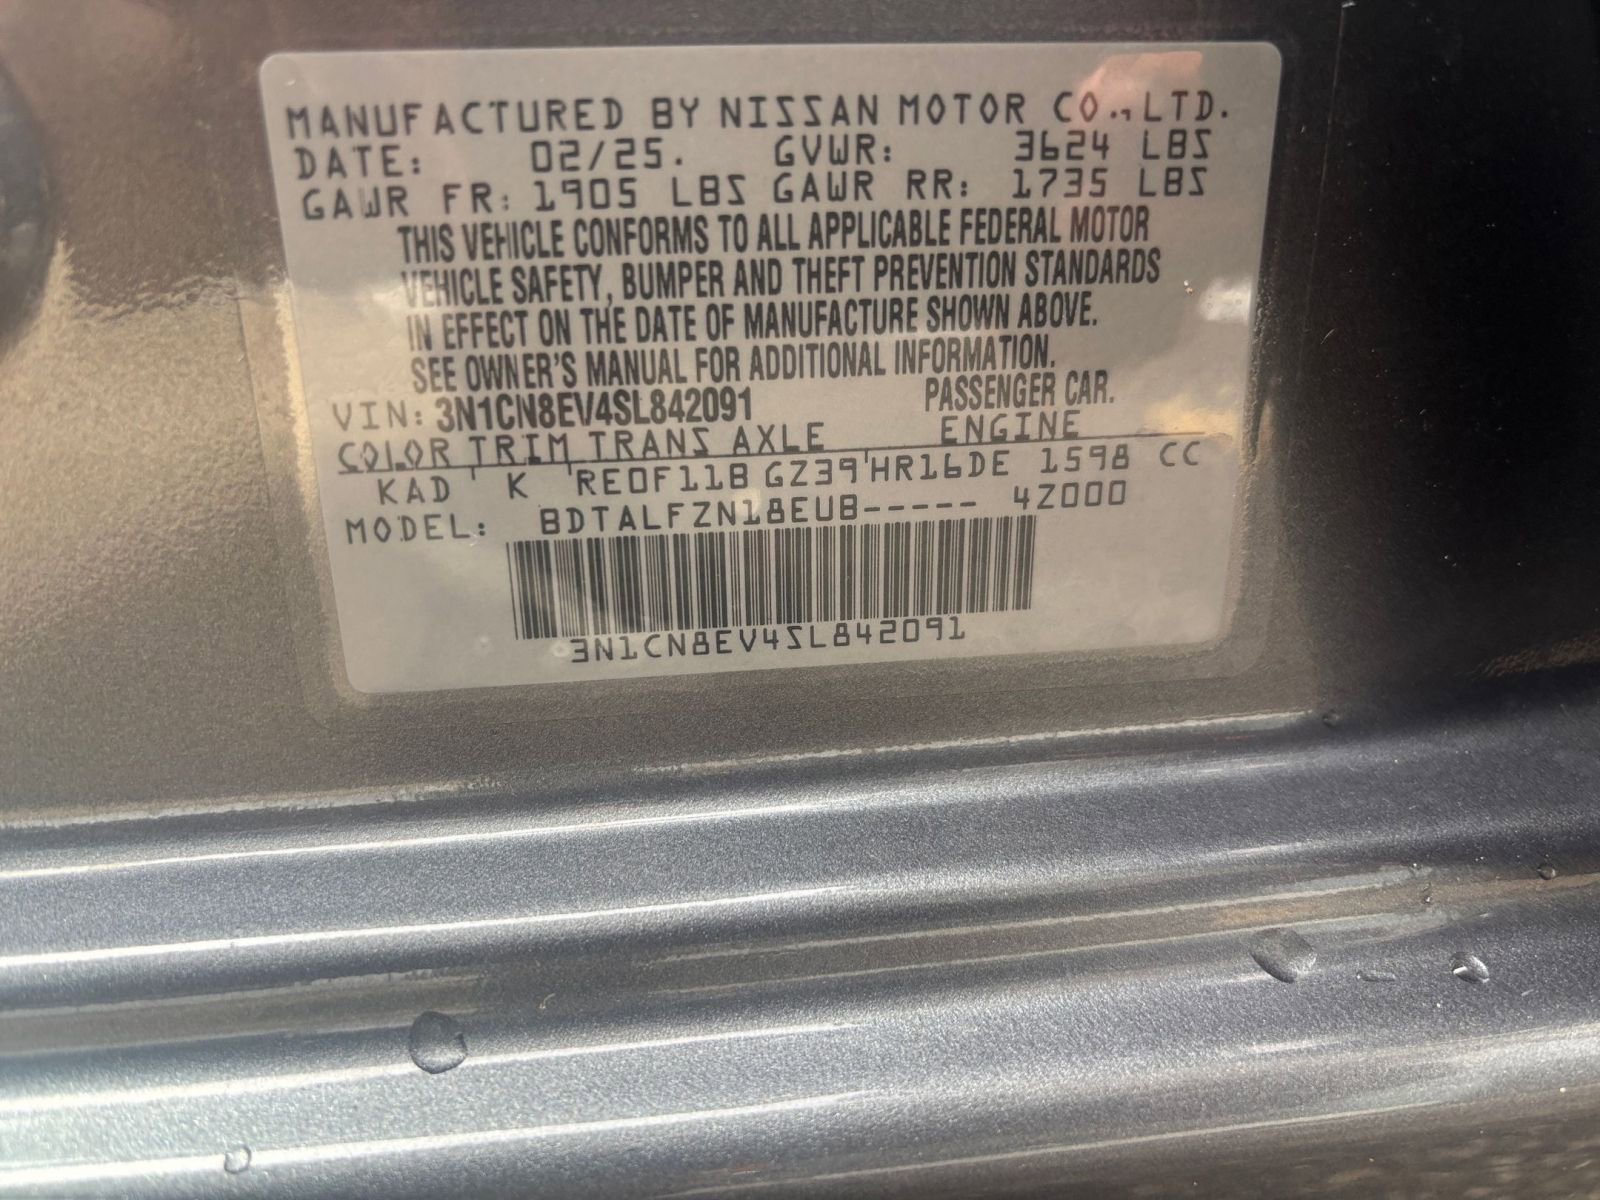 MANUFACTURED BY NISSAN MOTOR CO., LTD.
DATE: 02/25. GVWR: 3624 LBS
GAWR FR: 1905 LBS GAWR RR: 1735 LBS
THIS VEHICLE CONFORMS TO ALL APPLICABLE FEDERAL MOTOR
VEHICLE SAFETY, BUMPER AND THEFT PREVENTION STANDARDS
IN EFFECT ON THE DATE OF MANUFACTURE SHOWN ABOVE.
SEE OWNER'S MANUAL FOR ADDITIONAL INFORMATION.
VIN: 3N1CN8EV4SL842091 PASSENGER CAR.
COLOR TRIM TRANS AXLE ENGINE
KAD K RE0F11B GZ39 HR16DE 1598 CC
MODEL: BDTALFZN18EUB----- 4Z000
3N1CN8EV4SL842091